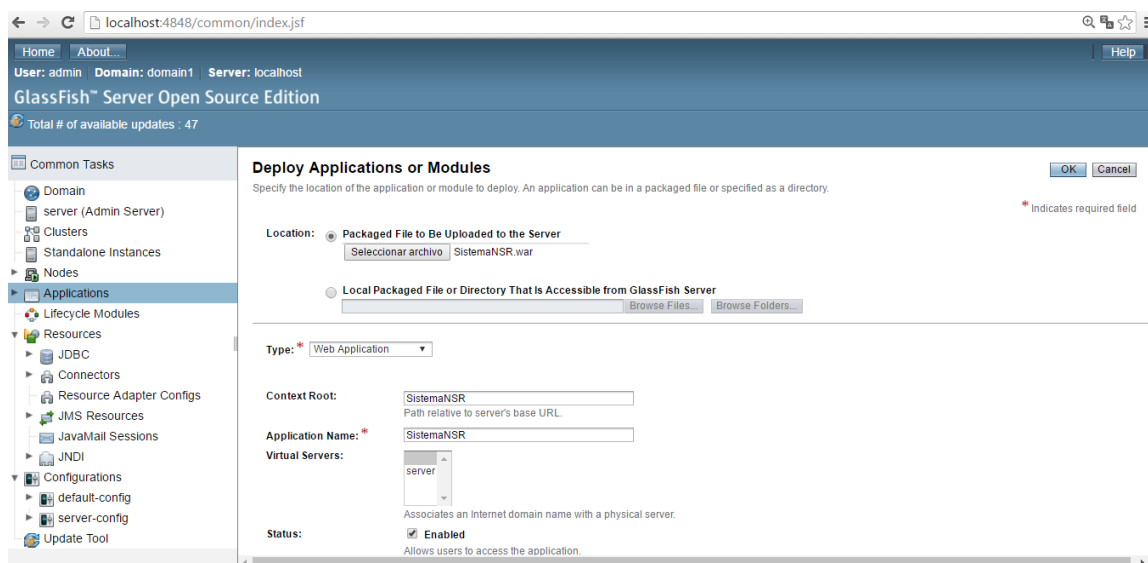 localhost:4848/common/index.jsf
Home About... Help
User: admin Domain: domain1 Server: localhost
GlassFish™ Server Open Source Edition
Total # of available updates : 47
Common Tasks
Domain
server (Admin Server)
Clusters
Standalone Instances
Nodes
Applications
Lifecycle Modules
Resources
JDBC
Connectors
Resource Adapter Configs
JMS Resources
JavaMail Sessions
JNDI
Configurations
default-config
server-config
Update Tool
Deploy Applications or Modules
OK Cancel
Specify the location of the application or module to deploy. An application can be in a packaged file or specified as a directory.
* Indicates required field
Location: Packaged File to Be Uploaded to the Server
Seleccionar archivo SistemaNSR.war
Local Packaged File or Directory That Is Accessible from GlassFish Server
Browse Files... Browse Folders...
Type: * Web Application
Context Root: SistemaNSR
Path relative to server's base URL.
Application Name: * SistemaNSR
Virtual Servers:
server
Associates an Internet domain name with a physical server.
Status: Enabled
Allows users to access the application.